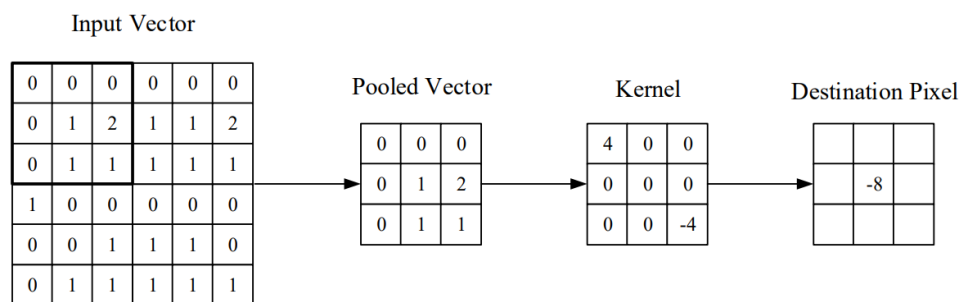 Input Vector
Pooled Vector
Kernel
Destination Pixel
0 0 0 0 0 0
0 1 2 1 1 2
0 1 1 1 1 1
1 0 0 0 0 0
0 0 1 1 1 0
0 1 1 1 1 1
0 0 0
0 1 2
0 1 1
4 0 0
0 0 0
0 0 -4
-8